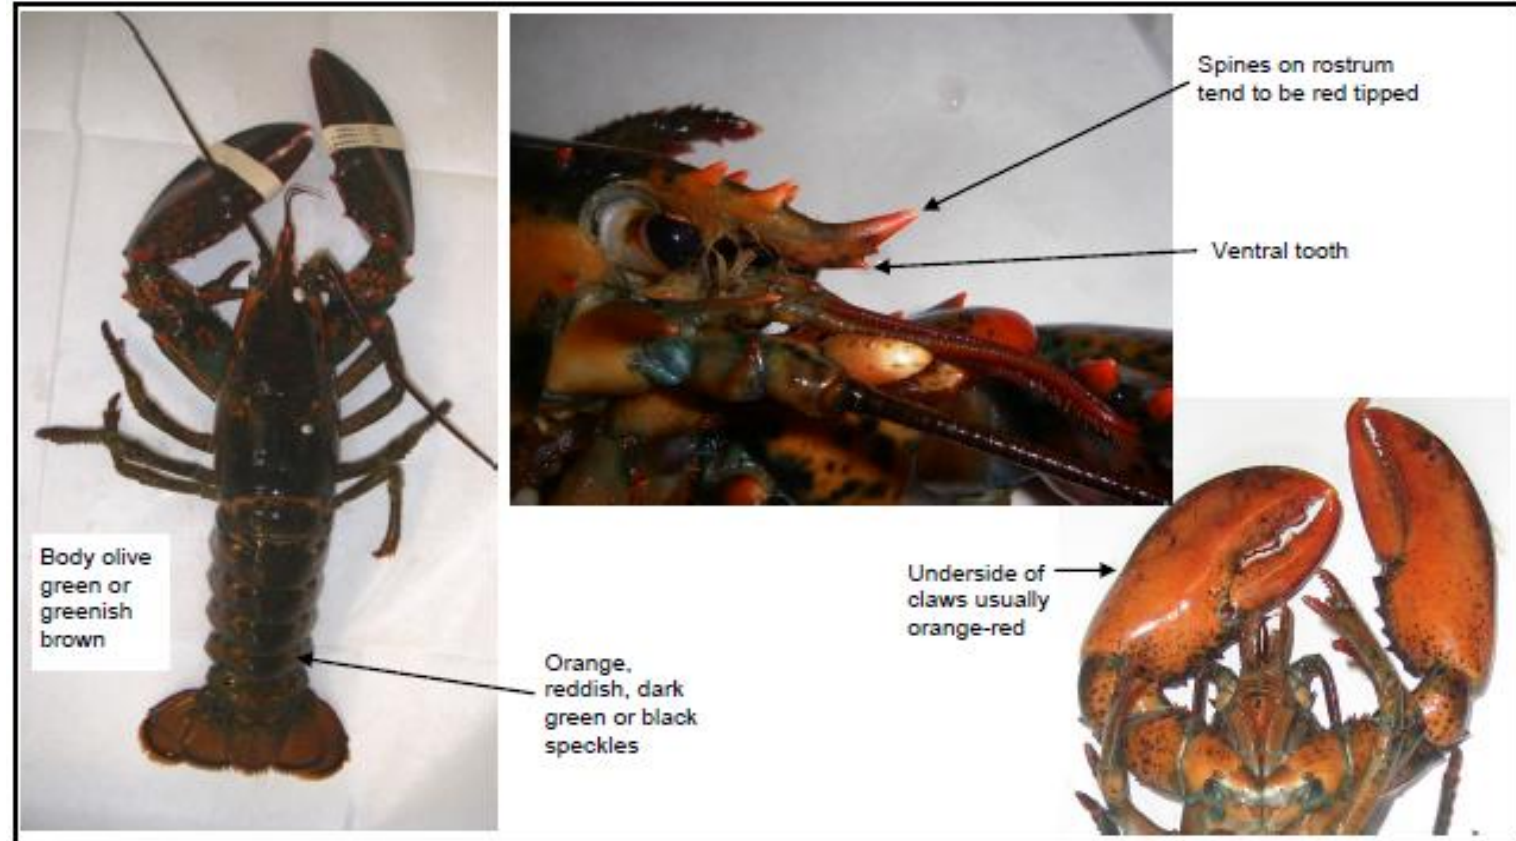 Spines on rostrum
tend to be red tipped
Ventral tooth
Body olive
green or
greenish
brown
Underside of
claws usually
orange-red
Orange,
reddish, dark
green or black
speckles